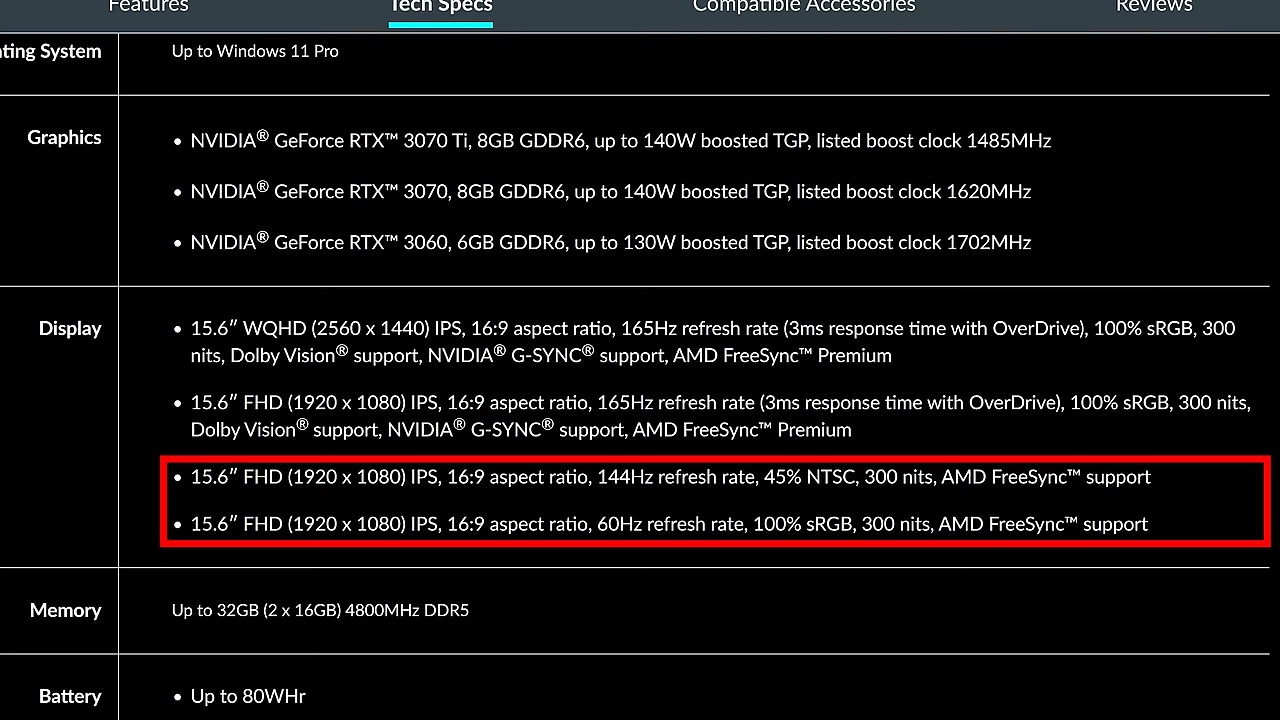 Features Tech Specs Compatible Accessories Reviews
ting System Up to Windows 11 Pro
Graphics
• NVIDIA® GeForce RTX™ 3070 Ti, 8GB GDDR6, up to 140W boosted TGP, listed boost clock 1485MHz
• NVIDIA® GeForce RTX™ 3070, 8GB GDDR6, up to 140W boosted TGP, listed boost clock 1620MHz
• NVIDIA® GeForce RTX™ 3060, 6GB GDDR6, up to 130W boosted TGP, listed boost clock 1702MHz
Display
• 15.6″ WQHD (2560 x 1440) IPS, 16:9 aspect ratio, 165Hz refresh rate (3ms response time with OverDrive), 100% sRGB, 300
nits, Dolby Vision® support, NVIDIA® G-SYNC® support, AMD FreeSync™ Premium
• 15.6″ FHD (1920 x 1080) IPS, 16:9 aspect ratio, 165Hz refresh rate (3ms response time with OverDrive), 100% sRGB, 300 nits,
Dolby Vision® support, NVIDIA® G-SYNC® support, AMD FreeSync™ Premium
• 15.6″ FHD (1920 x 1080) IPS, 16:9 aspect ratio, 144Hz refresh rate, 45% NTSC, 300 nits, AMD FreeSync™ support
• 15.6″ FHD (1920 x 1080) IPS, 16:9 aspect ratio, 60Hz refresh rate, 100% sRGB, 300 nits, AMD FreeSync™ support
Memory Up to 32GB (2 x 16GB) 4800MHz DDR5
Battery • Up to 80WHr